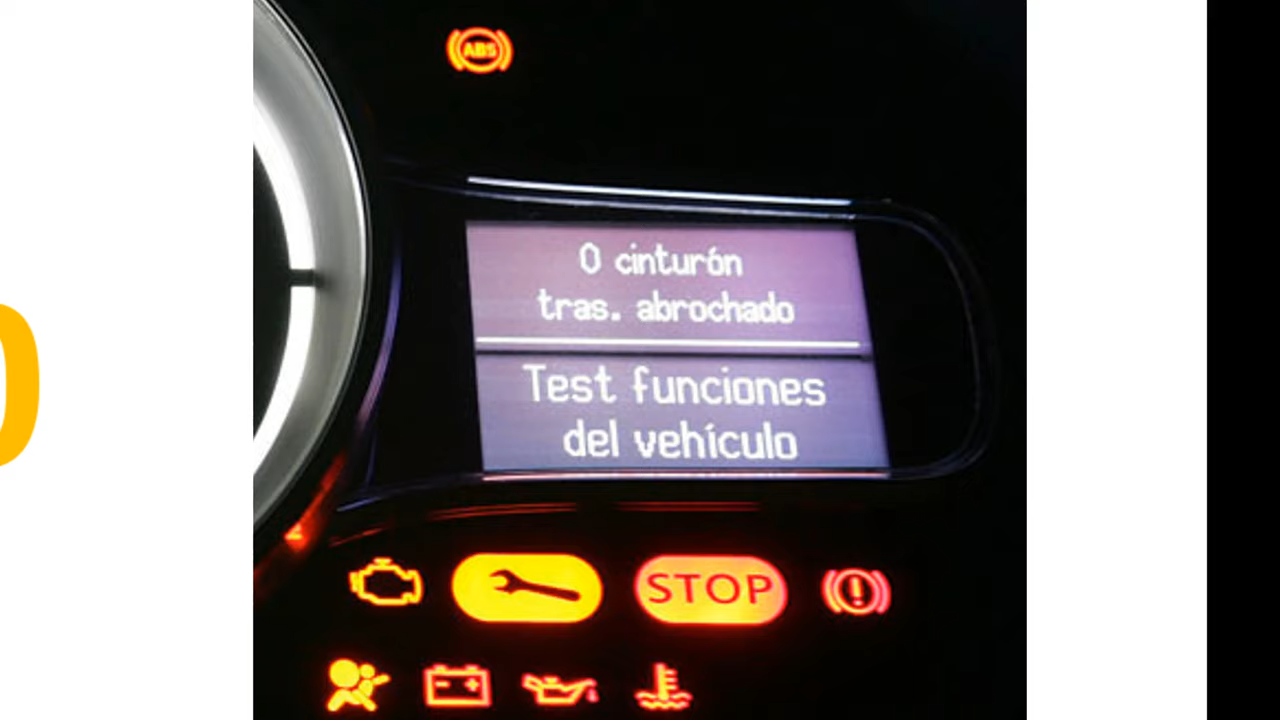 ABS
0 cinturón
tras. abrochado
Test funciones
del vehículo
STOP